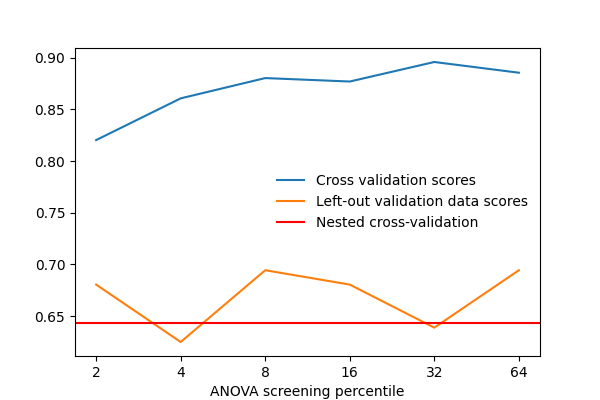 0.90
0.85
0.80
0.75
0.70
0.65
Cross validation scores
Left-out validation data scores
Nested cross-validation
2 4 8 16 32 64
ANOVA screening percentile